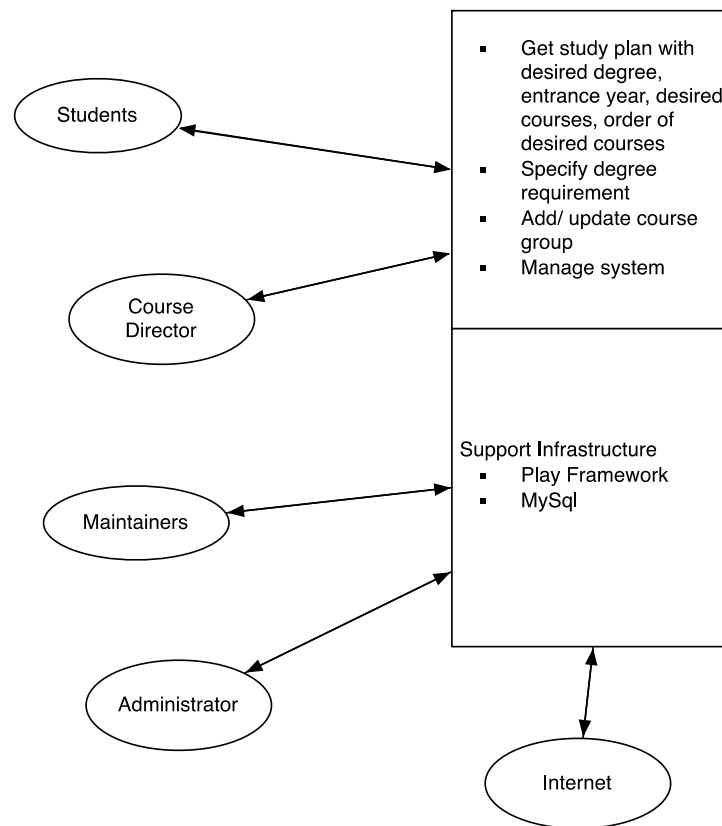 ▪ Get study plan with
desired degree,
entrance year, desired
courses, order of
desired courses
▪ Specify degree
requirement
▪ Add/ update course
group
▪ Manage system
Students
Course
Director
Support Infrastructure
▪ Play Framework
▪ MySql
Maintainers
Administrator
Internet